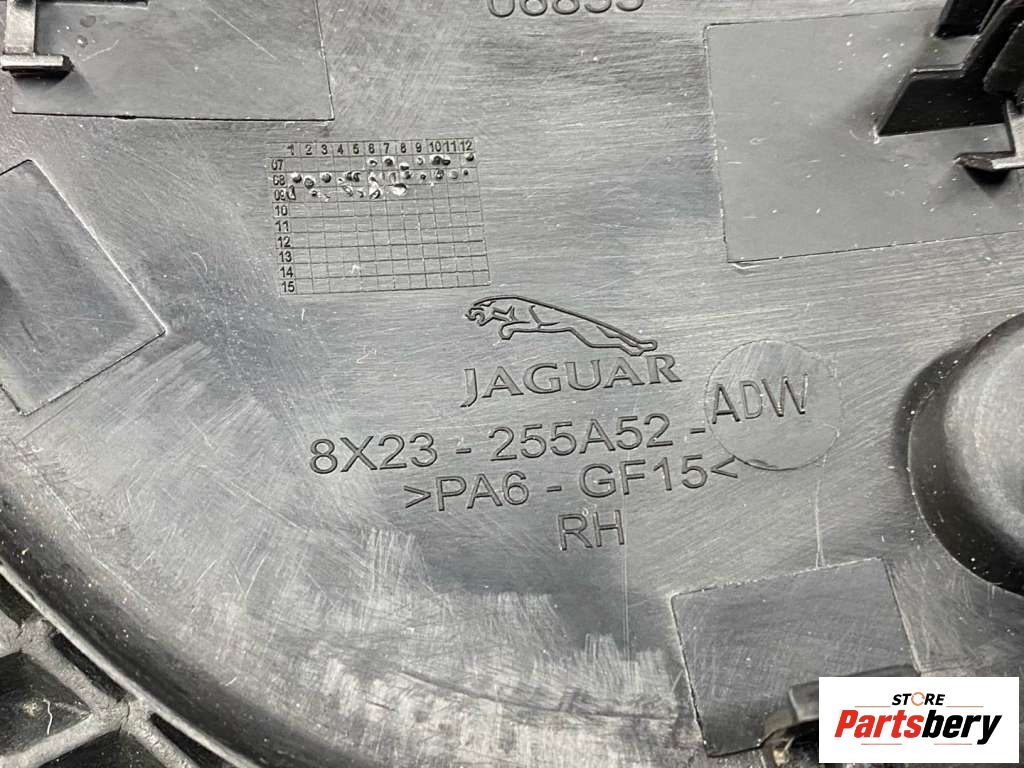 1 2 3 4 5 6 7 8 9 10 11 12
07
08
09
10
11
12
13
14
15
JAGUAR
8X23 - 255A52 - ADW
>PA6 - GF15<
RH
STORE
Partsbery